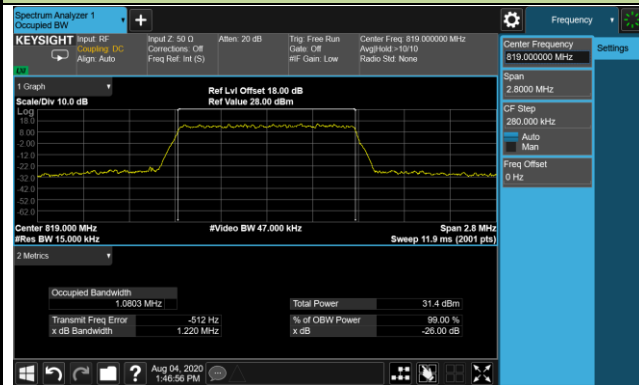 Spectrum Analyzer 1
Occupied BW
Frequency
KEYSIGHT
Input: RF
Coupling: DC
Align: Auto
Input Z: 50 Ω
Corrections: Off
Freq Ref: Int (S)
Atten: 20 dB
Trig: Free Run
Gate: Off
#IF Gain: Low
Center Freq: 819.000000 MHz
Avg|Hold:>10/10
Radio Std: None
Center Frequency
819.000000 MHz
Settings
Span
2.8000 MHz
CF Step
280.000 kHz
Auto
Man
Freq Offset
0 Hz
1 Graph
Scale/Div 10.0 dB
Ref Lvl Offset 18.00 dB
Ref Value 28.00 dBm
Log
18.0
8.00
-2.00
-12.0
-22.0
-32.0
-42.0
-52.0
-62.0
Center 819.000 MHz
#Res BW 15.000 kHz
#Video BW 47.000 kHz
Span 2.8 MHz
Sweep 11.9 ms (2001 pts)
2 Metrics
Occupied Bandwidth
1.0803 MHz
Total Power 31.4 dBm
Transmit Freq Error -512 Hz
% of OBW Power 99.00 %
x dB Bandwidth 1.220 MHz
x dB -26.00 dB
?
Aug 04, 2020
1:46:56 PM